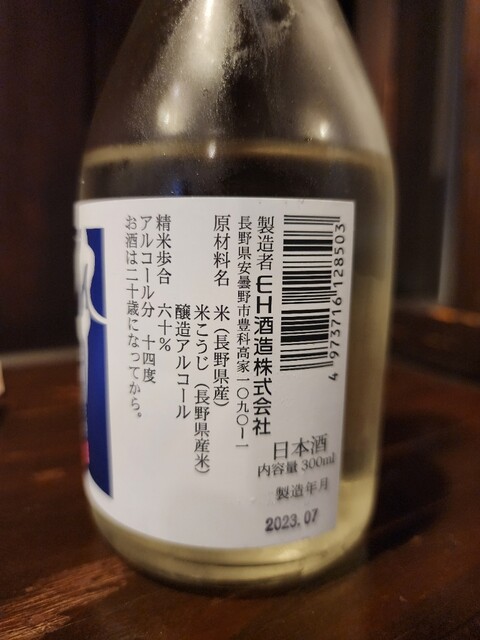 4 973716 128503
製造者 EH酒造株式会社
長野県安曇野市豊科高家一〇九〇ー一
原材料名 米(長野県産)
米こうじ(長野県産米)
醸造アルコール
精米歩合 六十%
アルコール分 十四度
お酒は二十歳になってから。
日本酒
内容量 300ml
製造年月
2023.07